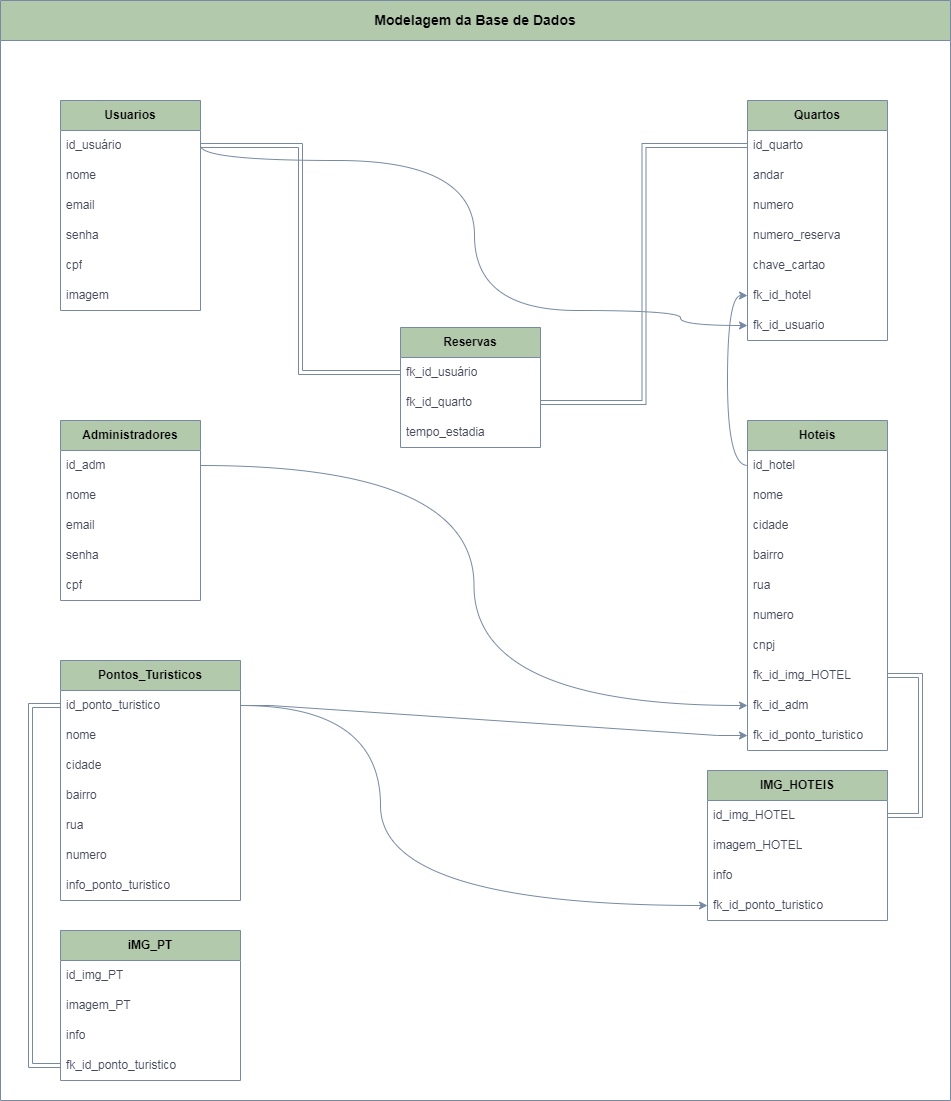 Modelagem da Base de Dados
Usuarios
id_usuário
nome
email
senha
cpf
imagem
Quartos
id_quarto
andar
numero
numero_reserva
chave_cartao
fk_id_hotel
fk_id_usuario
Reservas
fk_id_usuário
fk_id_quarto
tempo_estadia
Administradores
id_adm
nome
email
senha
cpf
Hoteis
id_hotel
nome
cidade
bairro
rua
numero
cnpj
fk_id_img_HOTEL
fk_id_adm
fk_id_ponto_turistico
Pontos_Turisticos
id_ponto_turistico
nome
cidade
bairro
rua
numero
info_ponto_turistico
IMG_HOTEIS
id_img_HOTEL
imagem_HOTEL
info
fk_id_ponto_turistico
iMG_PT
id_img_PT
imagem_PT
info
fk_id_ponto_turistico